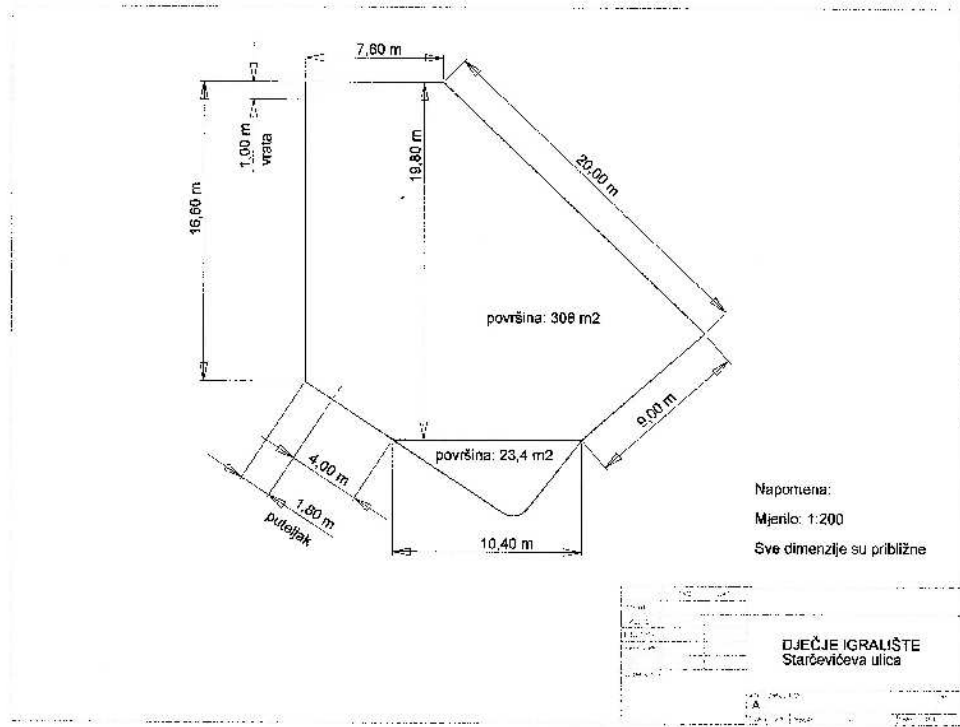 7,60 m
1,00 m
vrata
16,60 m
19,80 m
20,00 m
površina: 308 m2
9,00 m
površina: 23,4 m2
4,00 m
1,80 m
puteljak
10,40 m
Napomena:
Mjerilo: 1:200
Sve dimenzije su približne
DJEČJE IGRALIŠTE
Starčevićeva ulica
A